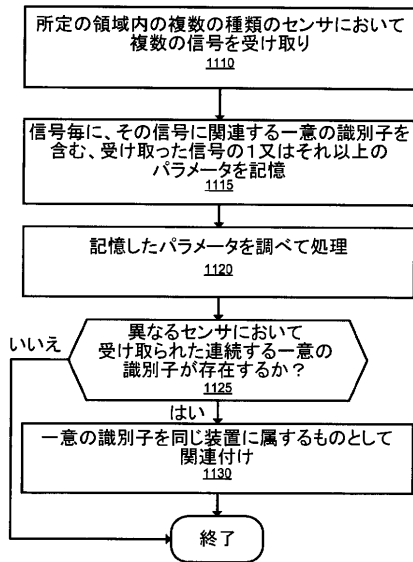 所定の領域内の複数の種類のセンサにおいて
複数の信号を受け取り
1110
信号毎に、その信号に関連する一意の識別子を
含む、受け取った信号の１又はそれ以上の
パラメータを記憶
1115
記憶したパラメータを調べて処理
1120
異なるセンサにおいて
受け取られた連続する一意の
識別子が存在するか？
1125
いいえ
はい
一意の識別子を同じ装置に属するものとして
関連付け
1130
終了